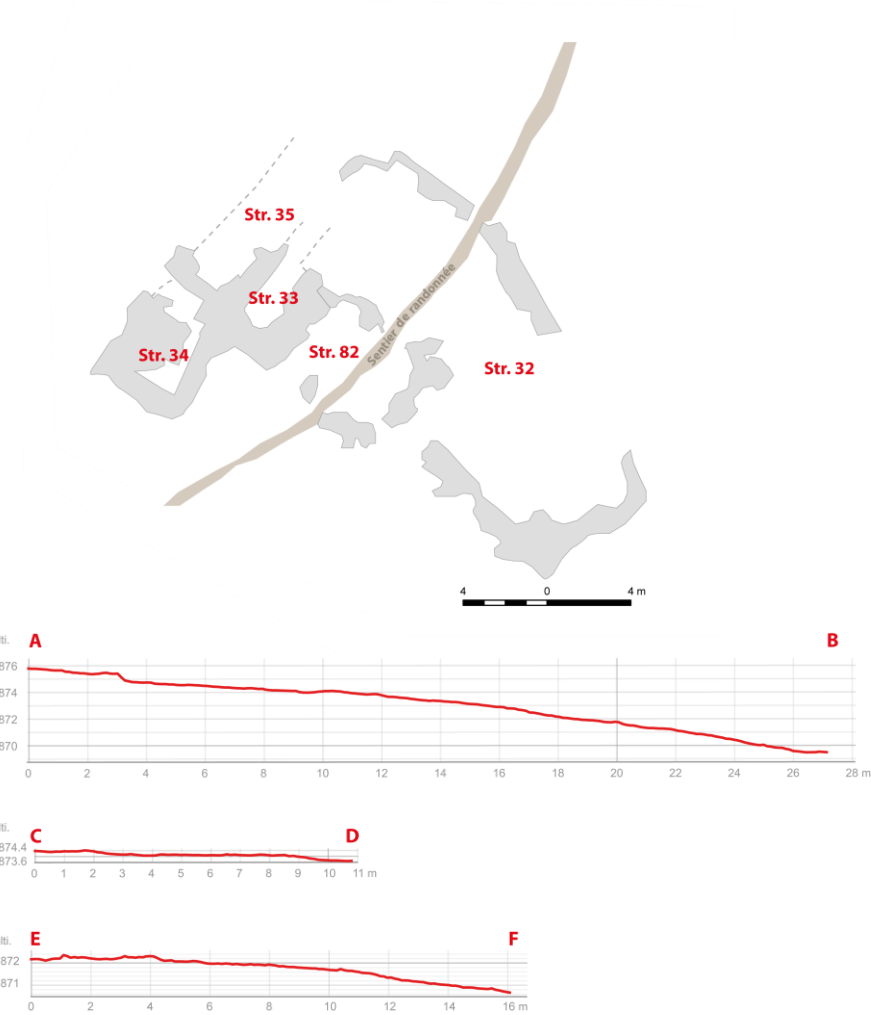 Str. 35
Str. 33
Str. 34
Str. 82
Sentier de randonnée
Str. 32
4 0 4 m
lti.
A B
876
874
872
870
0 2 4 6 8 10 12 14 16 18 20 22 24 26 28 m
lti.
C D
874.4
873.6
0 1 2 3 4 5 6 7 8 9 10 11 m
lti.
E F
872
871
0 2 4 6 8 10 12 14 16 m